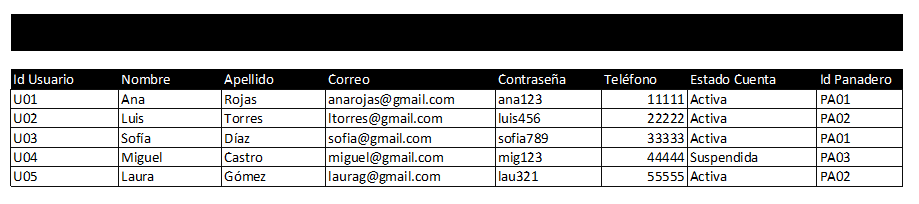 Id Usuario Nombre Apellido Correo Contraseña Teléfono Estado Cuenta Id Panadero
U01 Ana Rojas anarojas@gmail.com ana123 11111 Activa PA01
U02 Luis Torres ltorres@gmail.com luis456 22222 Activa PA02
U03 Sofía Díaz sofia@gmail.com sofia789 33333 Activa PA01
U04 Miguel Castro miguel@gmail.com mig123 44444 Suspendida PA03
U05 Laura Gómez laurag@gmail.com lau321 55555 Activa PA02